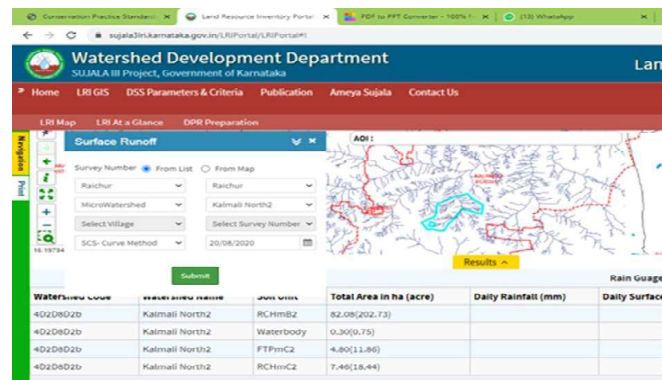 Conservation Practice Standard
Land Resource Inventory Portal
PDF to PPT Converter - 100%
(13) WhatsApp
sujala3lri.karnataka.gov.in/LRIPortal/LRIPortal#!
Watershed Development Department
Lan
SUJALA III Project, Government of Karnataka
Home LRI GIS DSS Parameters & Criteria Publication Ameya Sujala Contact Us
LRI Map LRI At a Glance DPR Preparation
Navigation
Print
Surface Runoff
AOI :
Survey Number From List From Map
Raichur Raichur
MicroWatershed Kalmali North2
Select Village Select Survey Number
SCS- Curve Method 20/08/2020
Submit
Results
Rain Guage
Watershed Code Watershed Name Soil Unit Total Area in ha (acre) Daily Rainfall (mm) Daily Surfac
4D2D8D2b Kalmali North2 RCHmB2 82.08(202.73)
4D2D8D2b Kalmali North2 Waterbody 0.30(0.75)
4D2D8D2b Kalmali North2 FTPmC2 4.80(11.86)
4D2D8D2b Kalmali North2 RCHmC2 7.46(18.44)